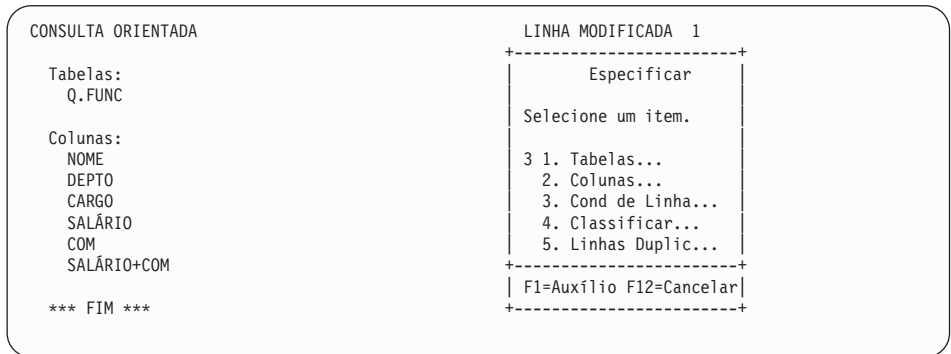 CONSULTA ORIENTADA LINHA MODIFICADA 1
+------------------------+
Tabelas: | Especificar |
Q.FUNC | |
| Selecione um item. |
Colunas: | |
NOME | 3 1. Tabelas... |
DEPTO | 2. Colunas... |
CARGO | 3. Cond de Linha... |
SALÁRIO | 4. Classificar... |
COM | 5. Linhas Duplic... |
SALÁRIO+COM +------------------------+
| F1=Auxílio F12=Cancelar|
*** FIM *** +------------------------+